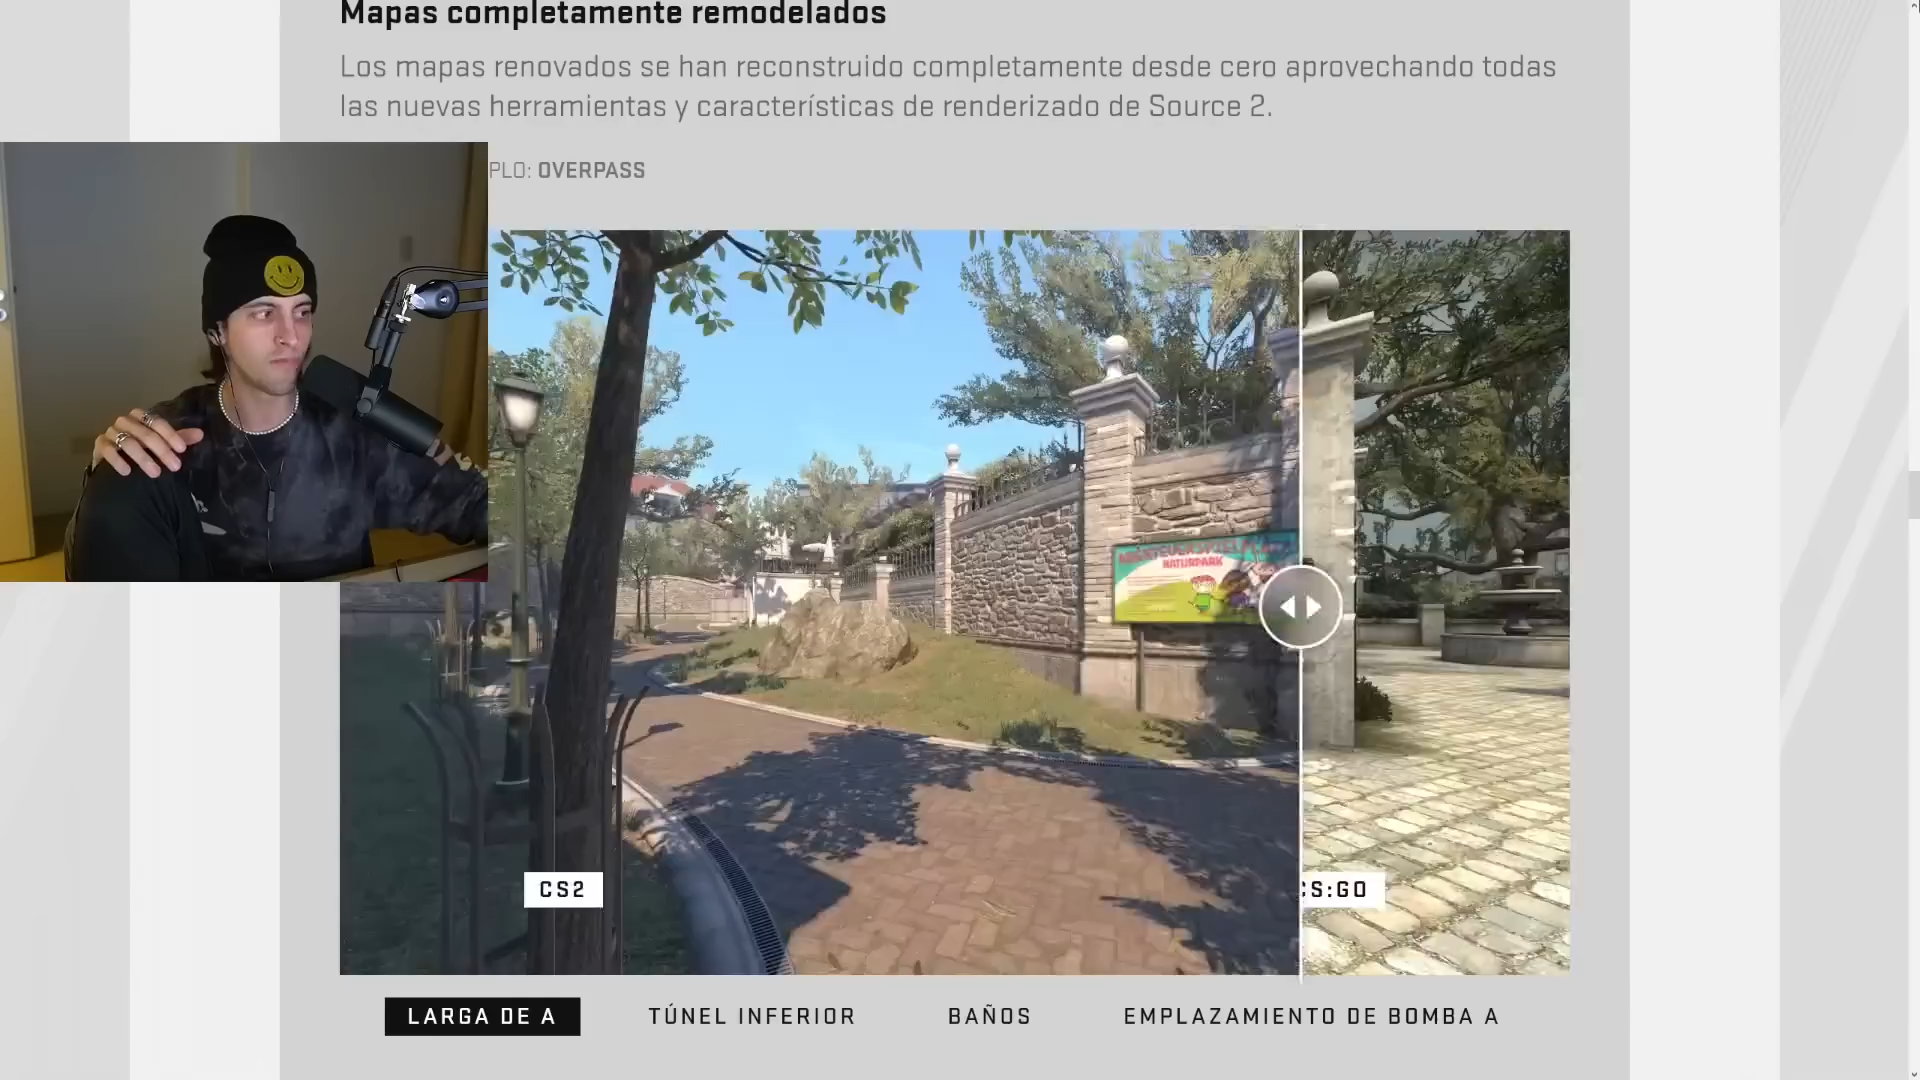 Mapas completamente remodelados
Los mapas renovados se han reconstruido completamente desde cero aprovechando todas
las nuevas herramientas y características de renderizado de Source 2.
PLO: OVERPASS
NATURPARK
CS2
CS:GO
LARGA DE A
TÚNEL INFERIOR
BAÑOS
EMPLAZAMIENTO DE BOMBA A